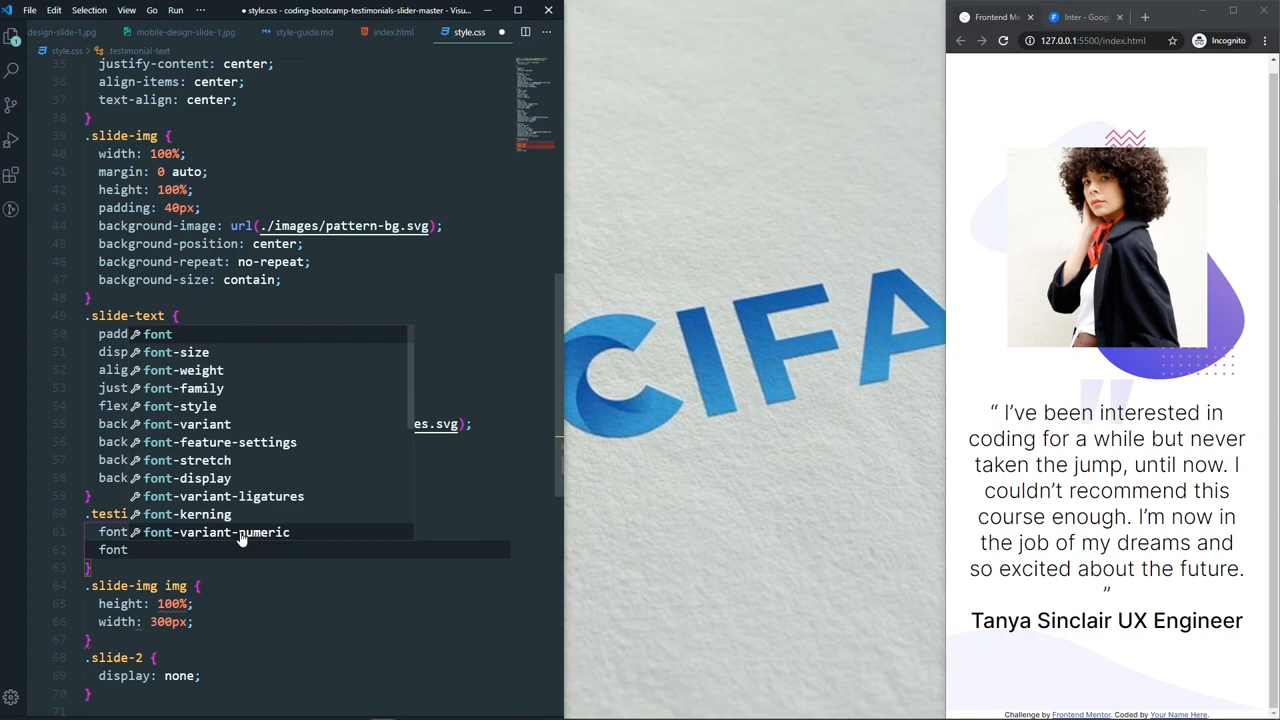 File Edit Selection View Go Run ··· ● style.css - coding-bootcamp-testimonials-slider-master - Visu...
design-slide-1.jpg mobile-design-slide-1.jpg style-guide.md index.html style.css
style.css > .testimonial-text
35 justify-content: center;
36 align-items: center;
37 text-align: center;
38 }
39 .slide-img {
40 width: 100%;
41 margin: 0 auto;
42 height: 100%;
43 padding: 40px;
44 background-image: url(./images/pattern-bg.svg);
45 background-position: center;
46 background-repeat: no-repeat;
47 background-size: contain;
48 }
49 .slide-text {
50 padd
51 disp
52 alig
53 just
54 flex
55 back es.svg);
56 back
57 back
58 back
59 }
60 .testi
61 font
62 font
63 }
64 .slide-img img {
65 height: 100%;
66 width: 300px;
67 }
68 .slide-2 {
69 display: none;
70 }
71
font
font-size
font-weight
font-family
font-style
font-variant
font-feature-settings
font-stretch
font-display
font-variant-ligatures
font-kerning
font-variant-numeric
CIFA
Frontend Me Inter - Googl
127.0.0.1:5500/index.html Incognito
“ I’ve been interested in
coding for a while but never
taken the jump, until now. I
couldn’t recommend this
course enough. I’m now in
the job of my dreams and
so excited about the future.
”
Tanya Sinclair UX Engineer
Challenge by Frontend Mentor. Coded by Your Name Here.